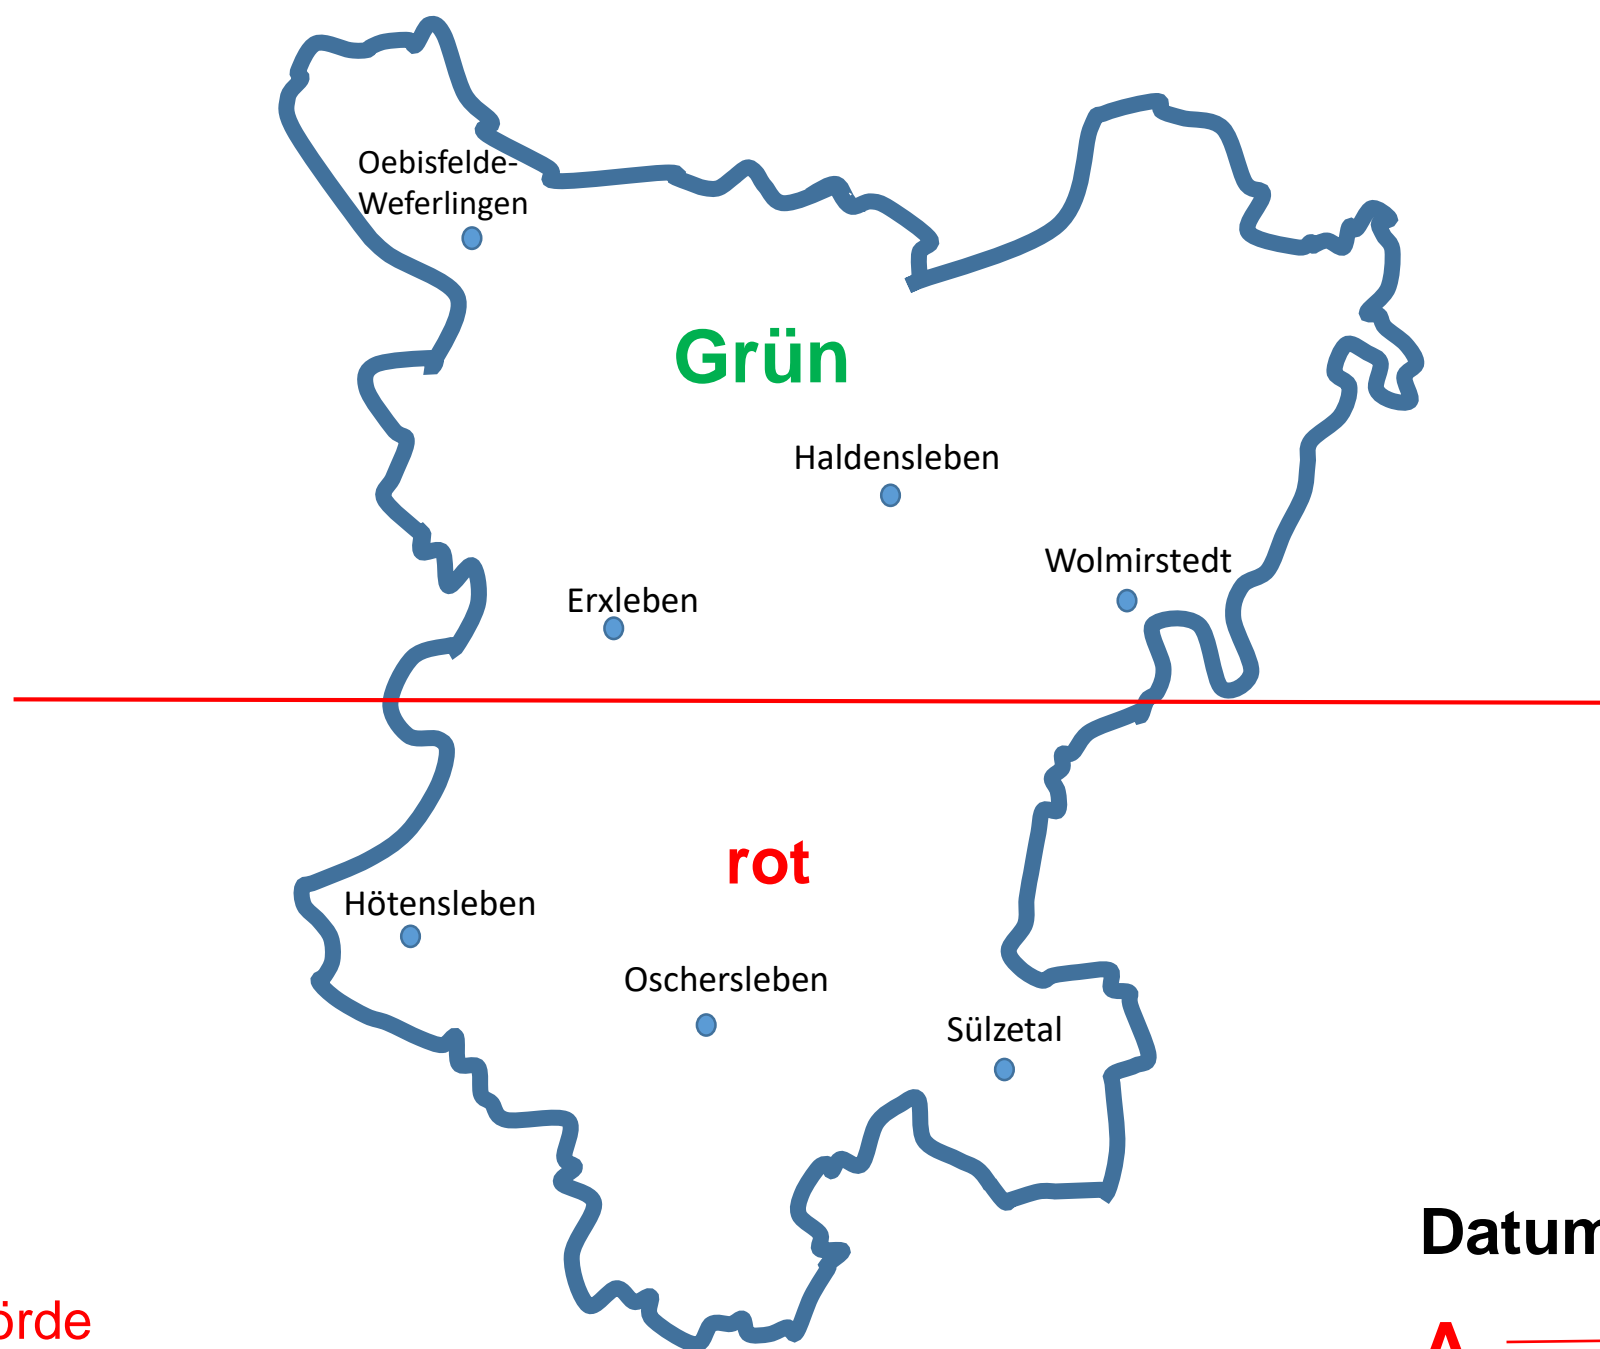 Oebisfelde-
Weferlingen
Grün
Haldensleben
Wolmirstedt
Erxleben
rot
Hötensleben
Oschersleben
Sülzetal
Datum
örde
A